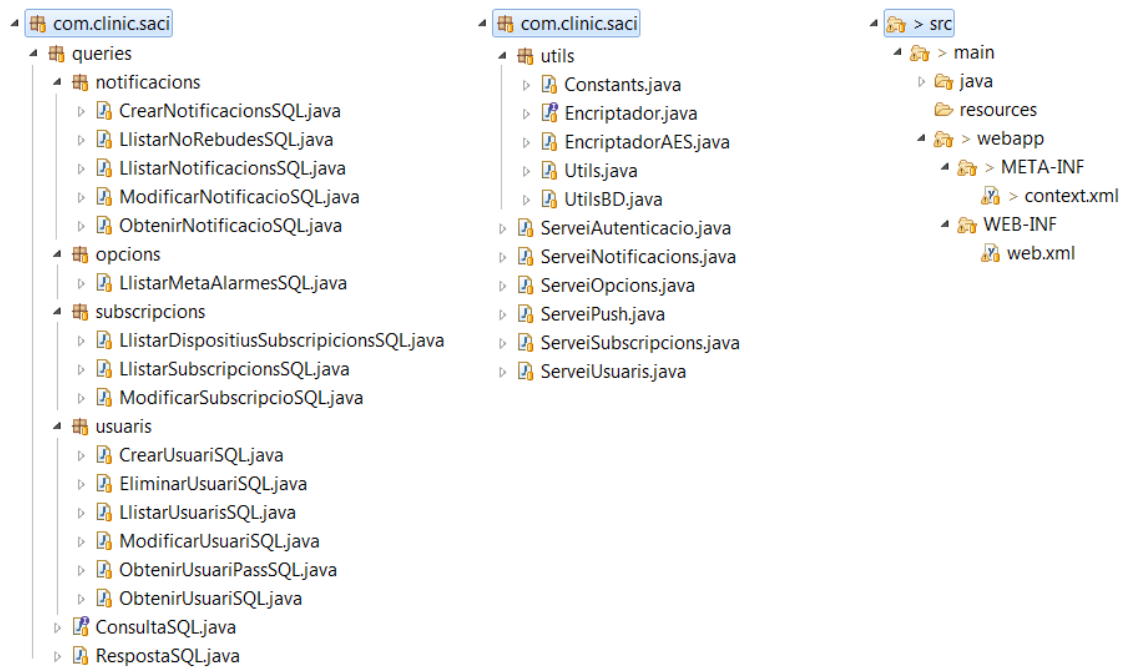 com.clinic.saci
queries
notificacions
CrearNotificacionsSQL.java
LlistarNoRebudesSQL.java
LlistarNotificacionsSQL.java
ModificarNotificacioSQL.java
ObtenirNotificacioSQL.java
opcions
LlistarMetaAlarmesSQL.java
subscripcions
LlistarDispositiusSubscripicionsSQL.java
LlistarSubscripcionsSQL.java
ModificarSubscripcioSQL.java
usuaris
CrearUsuariSQL.java
EliminarUsuariSQL.java
LlistarUsuarisSQL.java
ModificarUsuariSQL.java
ObtenirUsuariPassSQL.java
ObtenirUsuariSQL.java
ConsultaSQL.java
RespostaSQL.java
com.clinic.saci
utils
Constants.java
Encriptador.java
EncriptadorAES.java
Utils.java
UtilsBD.java
ServeiAutenticacio.java
ServeiNotificacions.java
ServeiOpcions.java
ServeiPush.java
ServeiSubscripcions.java
ServeiUsuaris.java
> src
> main
> java
resources
> webapp
> META-INF
> context.xml
WEB-INF
web.xml